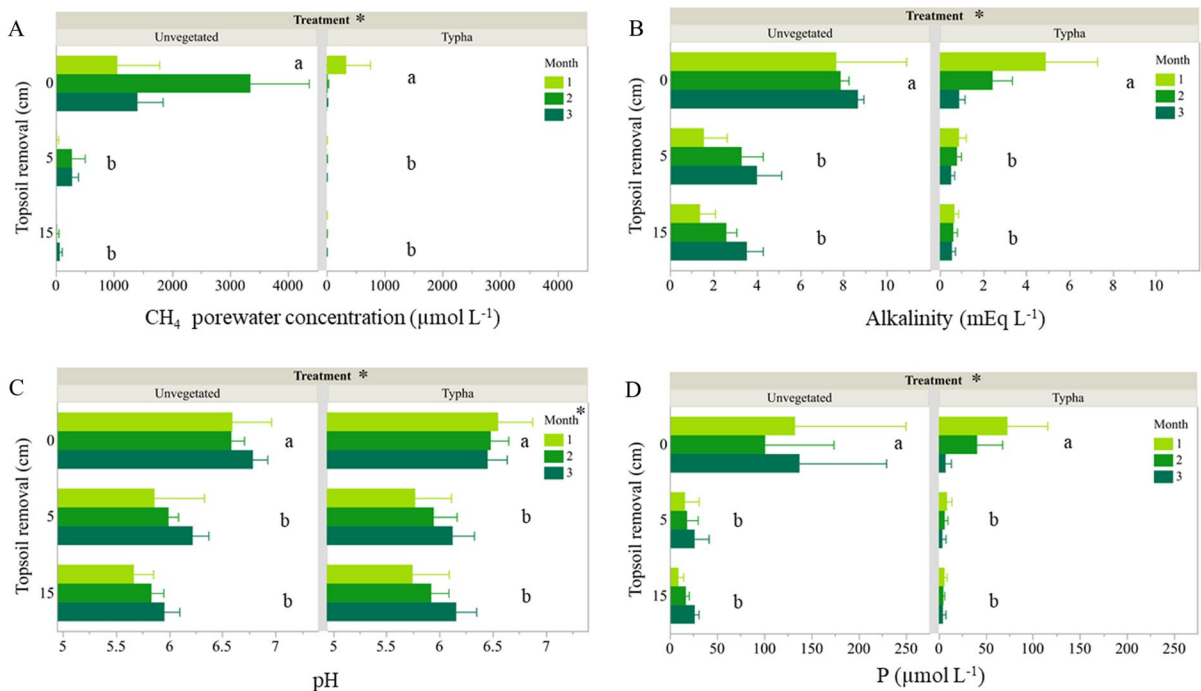 A
Treatment *
Unvegetated Typha
Topsoil removal (cm)
0
5
15
a
b
b
a
b
b
Month
1
2
3
0 1000 2000 3000 4000 0 1000 2000 3000 4000
CH₄ porewater concentration (µmol L⁻¹)
B
Treatment *
Unvegetated Typha
Topsoil removal (cm)
0
5
15
a
b
b
a
b
b
Month
1
2
3
0 2 4 6 8 10 0 2 4 6 8 10
Alkalinity (mEq L⁻¹)
C
Treatment *
Unvegetated Typha
Topsoil removal (cm)
0
5
15
a
b
b
a
b
b
Month*
1
2
3
5 5.5 6 6.5 7 5 5.5 6 6.5 7
pH
D
Treatment *
Unvegetated Typha
Topsoil removal (cm)
0
5
15
a
b
b
a
b
b
Month
1
2
3
0 50 100 150 200 250 0 50 100 150 200 250
P (µmol L⁻¹)